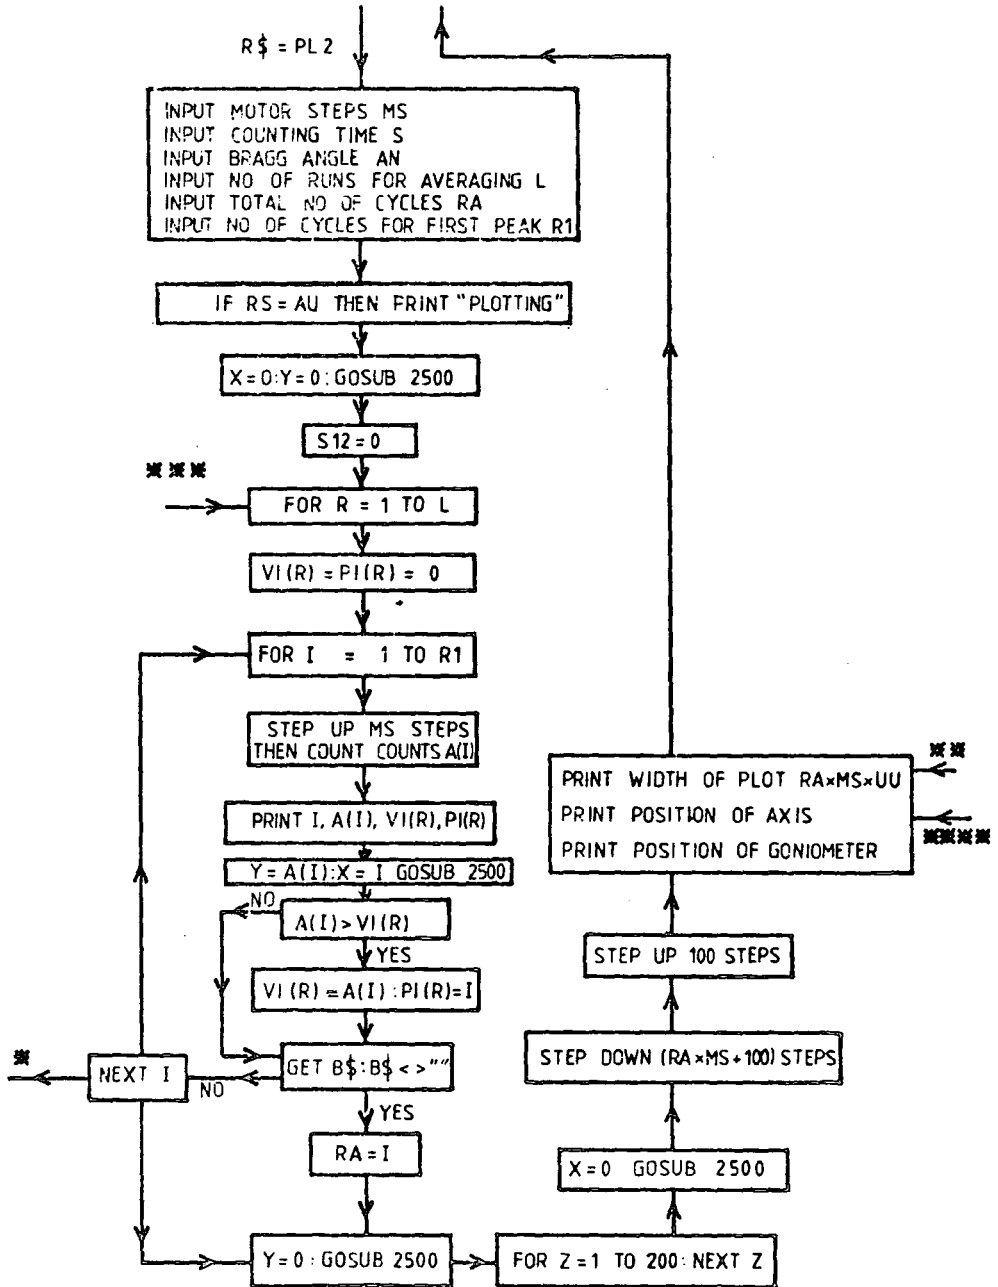 R$ = PL2
INPUT MOTOR STEPS MS
INPUT COUNTING TIME S
INPUT BRAGG ANGLE AN
INPUT NO OF RUNS FOR AVERAGING L
INPUT TOTAL NO OF CYCLES RA
INPUT NO OF CYCLES FOR FIRST PEAK R1
IF RS = AU THEN PRINT "PLOTTING"
X=0:Y=0:GOSUB 2500
S12=0
※ ※ ※
FOR R = 1 TO L
VI(R) = PI(R) = 0
FOR I = 1 TO R1
STEP UP MS STEPS
THEN COUNT COUNTS A(I)
PRINT I, A(I), VI(R), PI(R)
Y = A(I):X = I GOSUB 2500
NO
A(I) > VI(R)
YES
VI(R) = A(I) : PI(R)=I
※
NEXT I
NO
GET B$:B$ <> ""
YES
RA = I
Y=0 : GOSUB 2500
FOR Z=1 TO 200: NEXT Z
X=0 GOSUB 2500
STEP DOWN (RA×MS+100) STEPS
STEP UP 100 STEPS
PRINT WIDTH OF PLOT RA×MS×UU
PRINT POSITION OF AXIS
PRINT POSITION OF GONIOMETER
※ ※
※※※※